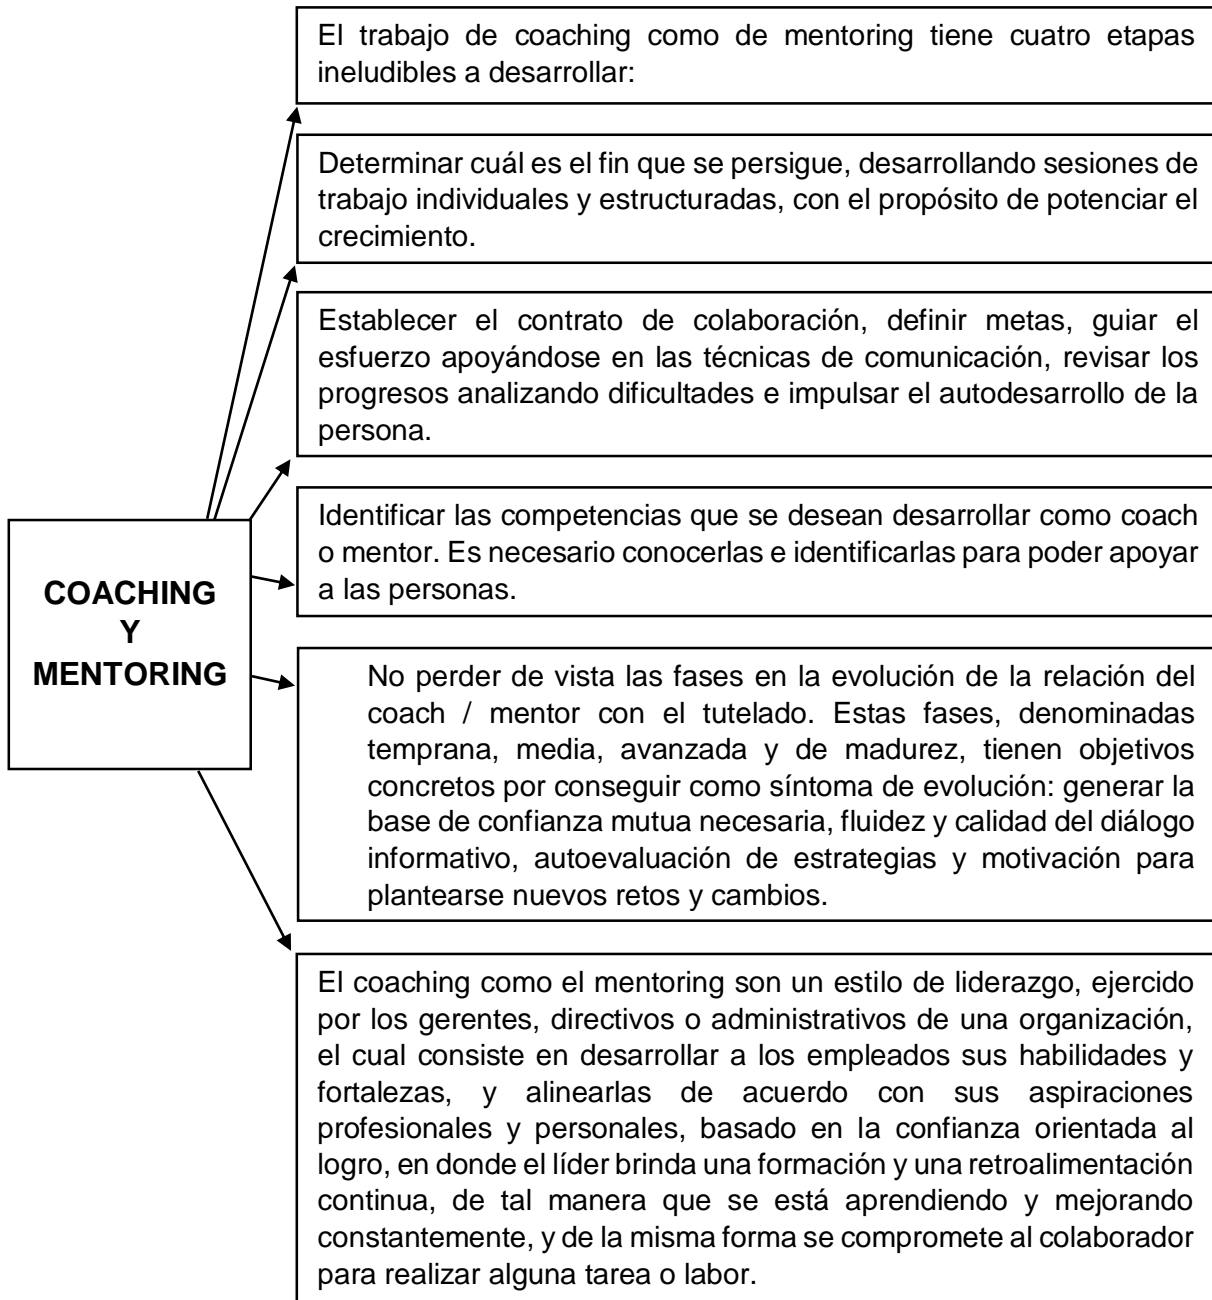 El trabajo de coaching como de mentoring tiene cuatro etapas
ineludibles a desarrollar:
Determinar cuál es el fin que se persigue, desarrollando sesiones de
trabajo individuales y estructuradas, con el propósito de potenciar el
crecimiento.
Establecer el contrato de colaboración, definir metas, guiar el
esfuerzo apoyándose en las técnicas de comunicación, revisar los
progresos analizando dificultades e impulsar el autodesarrollo de la
persona.
Identificar las competencias que se desean desarrollar como coach
o mentor. Es necesario conocerlas e identificarlas para poder apoyar
a las personas.
COACHING
Y
MENTORING
No perder de vista las fases en la evolución de la relación del
coach / mentor con el tutelado. Estas fases, denominadas
temprana, media, avanzada y de madurez, tienen objetivos
concretos por conseguir como síntoma de evolución: generar la
base de confianza mutua necesaria, fluidez y calidad del diálogo
informativo, autoevaluación de estrategias y motivación para
plantearse nuevos retos y cambios.
El coaching como el mentoring son un estilo de liderazgo, ejercido
por los gerentes, directivos o administrativos de una organización,
el cual consiste en desarrollar a los empleados sus habilidades y
fortalezas, y alinearlas de acuerdo con sus aspiraciones
profesionales y personales, basado en la confianza orientada al
logro, en donde el líder brinda una formación y una retroalimentación
continua, de tal manera que se está aprendiendo y mejorando
constantemente, y de la misma forma se compromete al colaborador
para realizar alguna tarea o labor.